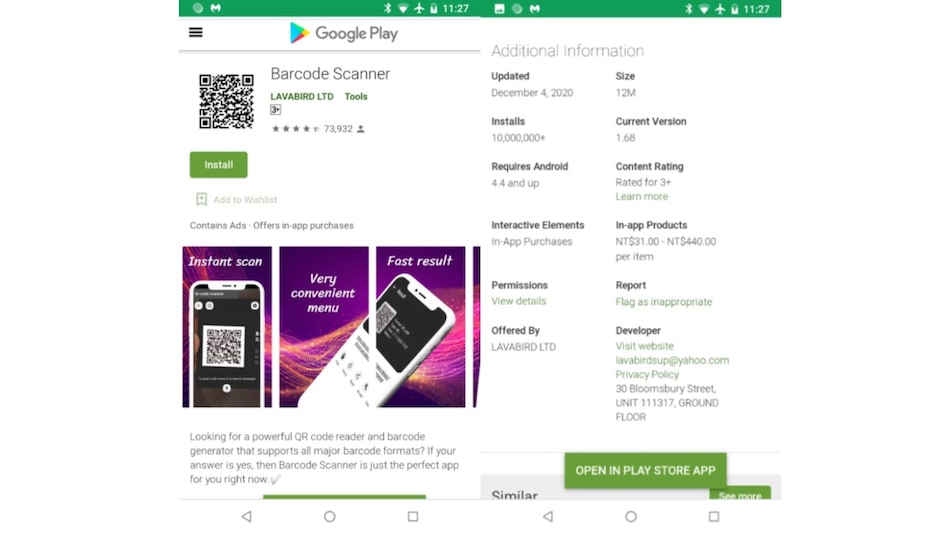 11:27
Google Play
Barcode Scanner
LAVABIRD LTD Tools
3+
73,932
Install
Add to Wishlist
Contains Ads · Offers in-app purchases
Instant scan
Very
convenient
menu
Fast result
Looking for a powerful QR code reader and barcode
generator that supports all major barcode formats? If your
answer is yes, then Barcode Scanner is just the perfect app
for you right now.✓
11:27
Additional Information
Updated
December 4, 2020
Size
12M
Installs
10,000,000+
Current Version
1.68
Requires Android
4.4 and up
Content Rating
Rated for 3+
Learn more
Interactive Elements
In-App Purchases
In-app Products
NT$31.00 - NT$440.00
per item
Permissions
View details
Report
Flag as inappropriate
Offered By
LAVABIRD LTD
Developer
Visit website
lavabirdsup@yahoo.com
Privacy Policy
30 Bloomsbury Street,
UNIT 111317, GROUND
FLOOR
OPEN IN PLAY STORE APP
Similar
See more